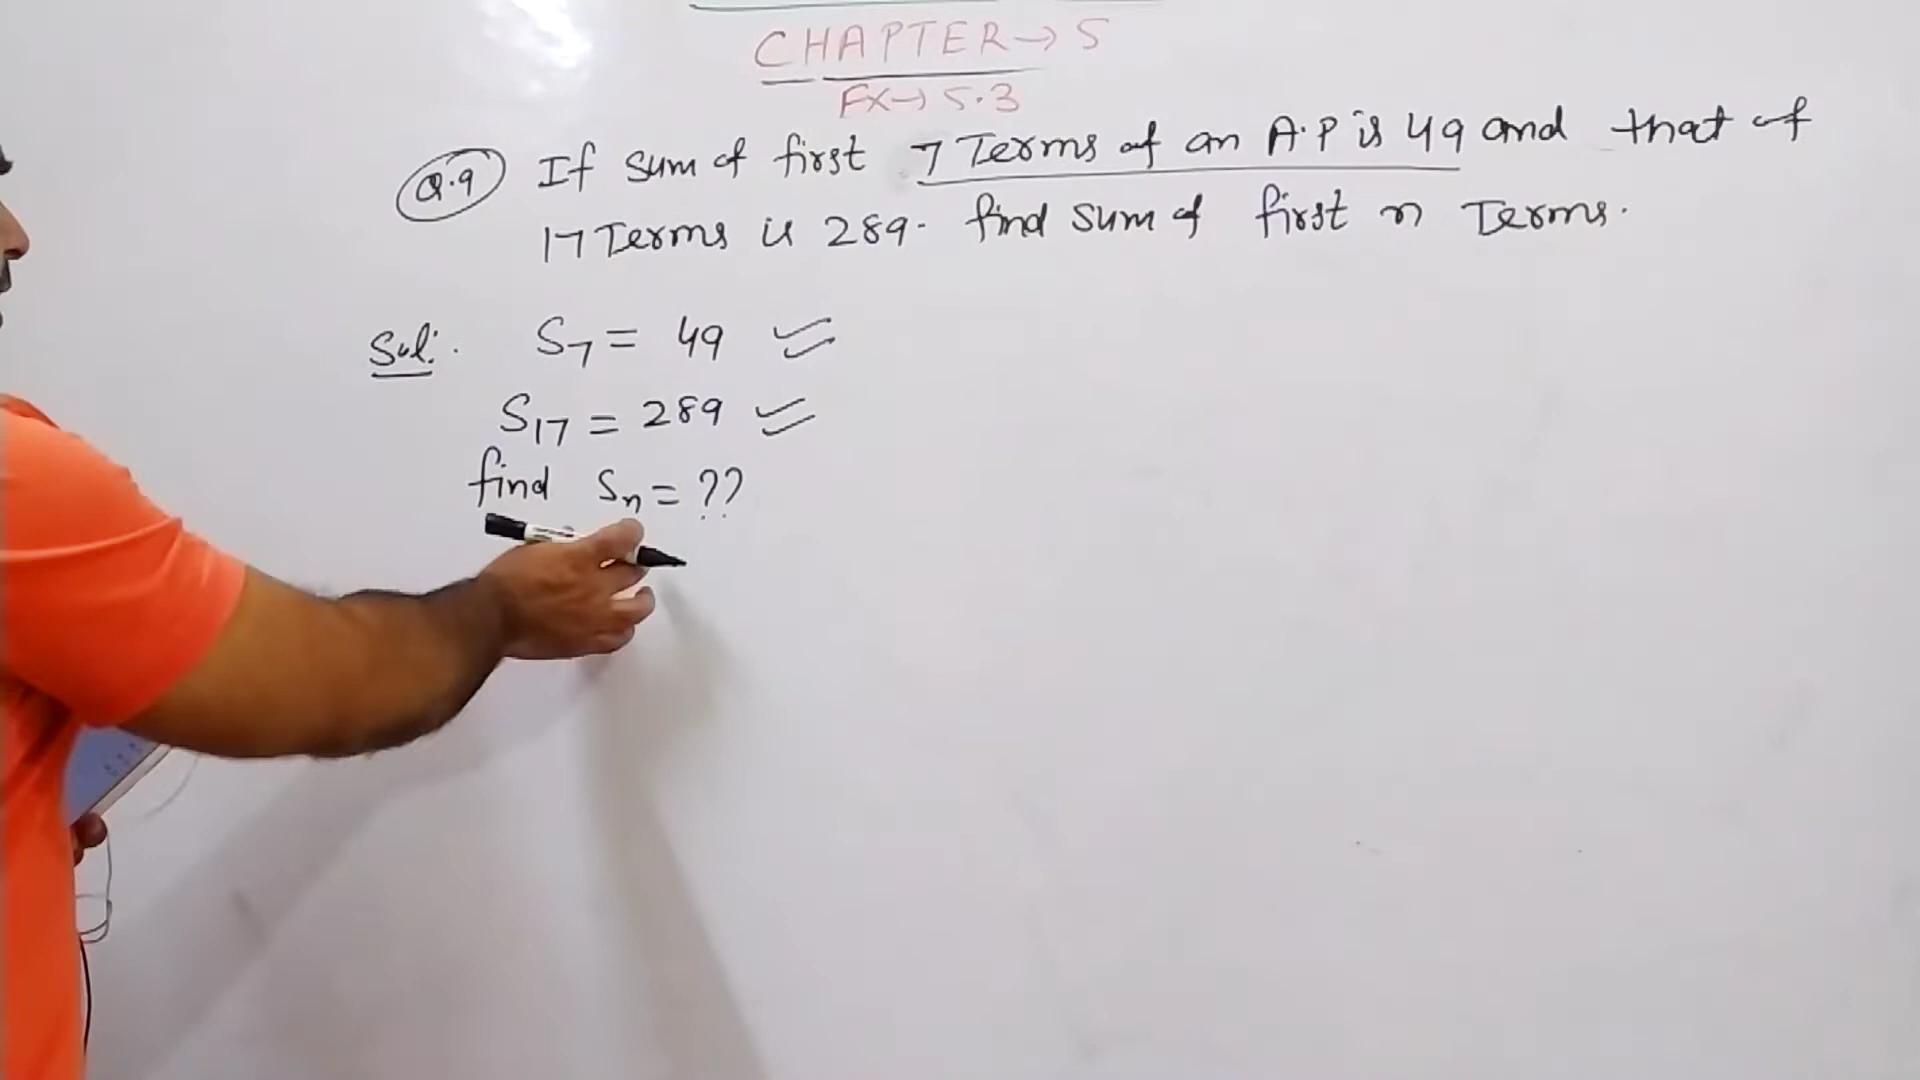 CHAPTER→5
EX→5.3
Q.9 If sum of first 7 Terms of an A.P is 49 and that of
17 Terms is 289. find sum of first n Terms.
Sol:. S7 = 49
S17 = 289
find Sn = ??